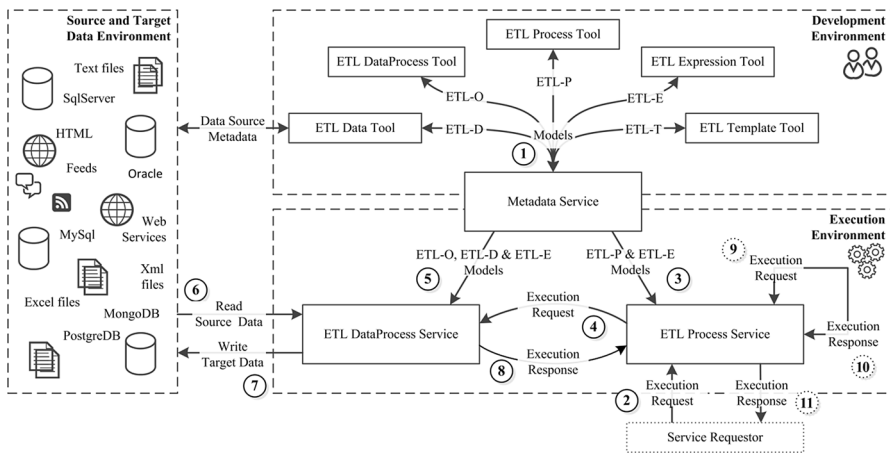 Source and Target
Data Environment
Text files
SqlServer
HTML
Feeds
Oracle
MySql
Web
Services
Xml
files
Excel files
MongoDB
PostgreDB
Development
Environment
ETL Process Tool
ETL DataProcess Tool
ETL Expression Tool
ETL-P
ETL-O
ETL-E
Data Source
Metadata
ETL Data Tool
ETL-D
Models
ETL-T
ETL Template Tool
1
Metadata Service
Execution
Environment
ETL-O, ETL-D & ETL-E
Models
5
ETL-P & ETL-E
Models
3
9
Execution
Request
6
Read
Source Data
ETL DataProcess Service
Execution
Request
4
ETL Process Service
Execution
Response
10
Write
Target Data
7
8
Execution
Response
2
Execution
Request
Execution
Response
11
Service Requestor